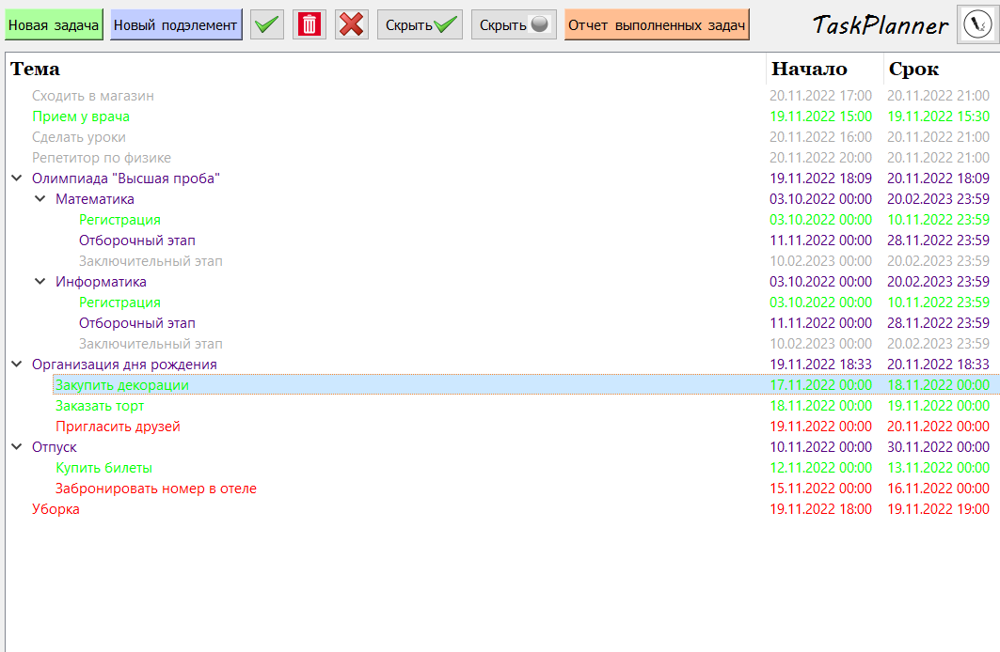 Новая задача Новый подэлемент Скрыть Скрыть Отчет выполненных задач TaskPlanner
Тема Начало Срок
Сходить в магазин 20.11.2022 17:00 20.11.2022 21:00
Прием у врача 19.11.2022 15:00 19.11.2022 15:30
Сделать уроки 20.11.2022 16:00 20.11.2022 21:00
Репетитор по физике 20.11.2022 20:00 20.11.2022 21:00
Олимпиада "Высшая проба" 19.11.2022 18:09 20.11.2022 18:09
Математика 03.10.2022 00:00 20.02.2023 23:59
Регистрация 03.10.2022 00:00 10.11.2022 23:59
Отборочный этап 11.11.2022 00:00 28.11.2022 23:59
Заключительный этап 10.02.2023 00:00 20.02.2023 23:59
Информатика 03.10.2022 00:00 20.02.2023 23:59
Регистрация 03.10.2022 00:00 10.11.2022 23:59
Отборочный этап 11.11.2022 00:00 28.11.2022 23:59
Заключительный этап 10.02.2023 00:00 20.02.2023 23:59
Организация дня рождения 19.11.2022 18:33 20.11.2022 18:33
Закупить декорации 17.11.2022 00:00 18.11.2022 00:00
Заказать торт 18.11.2022 00:00 19.11.2022 00:00
Пригласить друзей 19.11.2022 00:00 20.11.2022 00:00
Отпуск 10.11.2022 00:00 30.11.2022 00:00
Купить билеты 12.11.2022 00:00 13.11.2022 00:00
Забронировать номер в отеле 15.11.2022 00:00 16.11.2022 00:00
Уборка 19.11.2022 18:00 19.11.2022 19:00